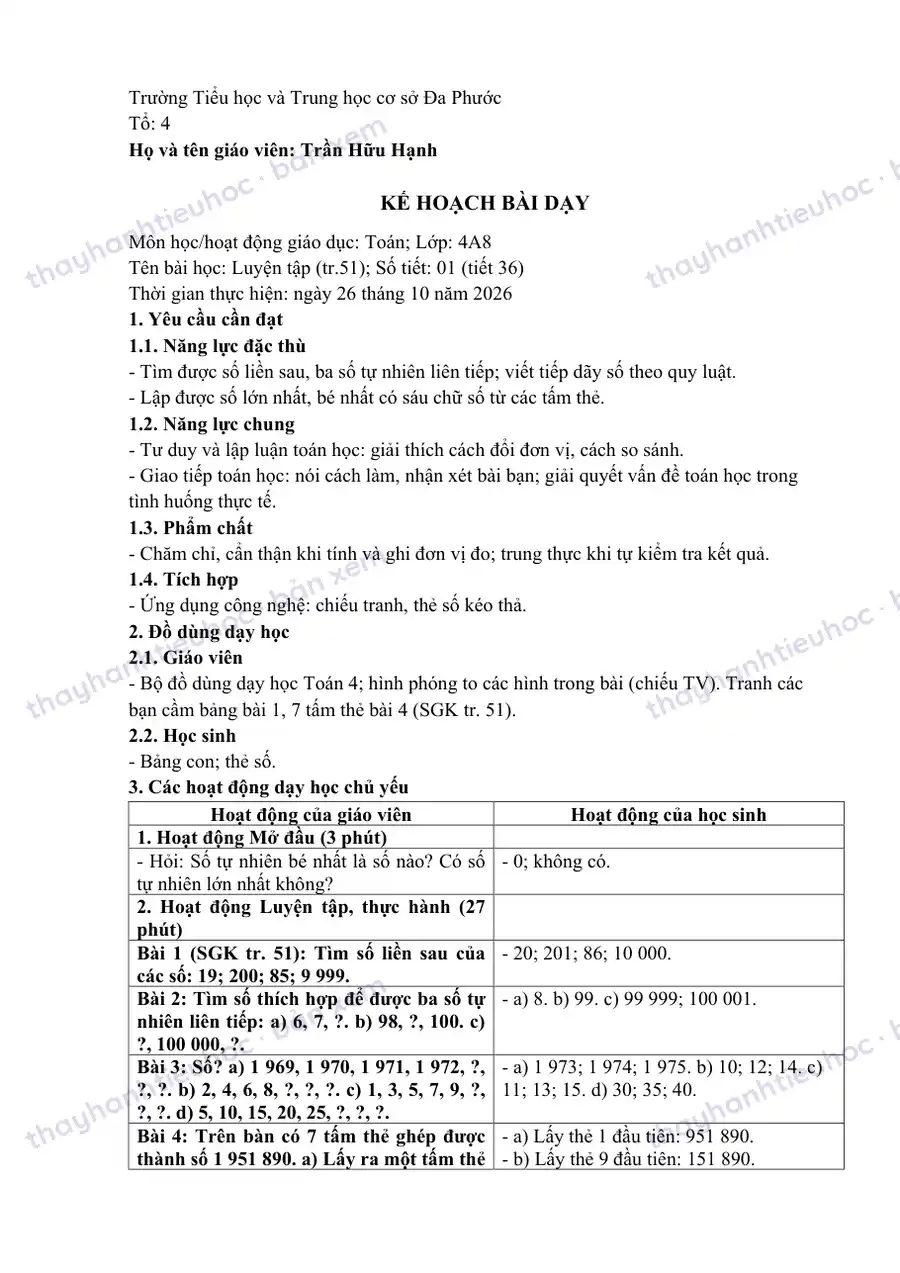 Trường Tiểu học và Trung học cơ sở Đa Phước
Tổ: 4
Họ và tên giáo viên: Trần Hữu Hạnh
KẾ HOẠCH BÀI DẠY
Môn học/hoạt động giáo dục: Toán; Lớp: 4A8
Tên bài học: Luyện tập (tr.51); Số tiết: 01 (tiết 36)
Thời gian thực hiện: ngày 26 tháng 10 năm 2026
1. Yêu cầu cần đạt
1.1. Năng lực đặc thù
- Tìm được số liền sau, ba số tự nhiên liên tiếp; viết tiếp dãy số theo quy luật.
- Lập được số lớn nhất, bé nhất có sáu chữ số từ các tấm thẻ.
1.2. Năng lực chung
- Tư duy và lập luận toán học: giải thích cách đổi đơn vị, cách so sánh.
- Giao tiếp toán học: nói cách làm, nhận xét bài bạn; giải quyết vấn đề toán học trong
tình huống thực tế.
1.3. Phẩm chất
- Chăm chỉ, cẩn thận khi tính và ghi đơn vị đo; trung thực khi tự kiểm tra kết quả.
1.4. Tích hợp
- Ứng dụng công nghệ: chiếu tranh, thẻ số kéo thả.
2. Đồ dùng dạy học
2.1. Giáo viên
- Bộ đồ dùng dạy học Toán 4; hình phóng to các hình trong bài (chiếu TV). Tranh các
bạn cầm bảng bài 1, 7 tấm thẻ bài 4 (SGK tr. 51).
2.2. Học sinh
- Bảng con; thẻ số.
3. Các hoạt động dạy học chủ yếu
Hoạt động của giáo viên
Hoạt động của học sinh
1. Hoạt động Mở đầu (3 phút)
- Hỏi: Số tự nhiên bé nhất là số nào? Có số
tự nhiên lớn nhất không?
- 0; không có.
2. Hoạt động Luyện tập, thực hành (27
phút)
Bài 1 (SGK tr. 51): Tìm số liền sau của
các số: 19; 200; 85; 9 999.
- 20; 201; 86; 10 000.
Bài 2: Tìm số thích hợp để được ba số tự
nhiên liên tiếp: a) 6, 7, ?. b) 98, ?, 100. c)
?, 100 000, ?.
- a) 8. b) 99. c) 99 999; 100 001.
Bài 3: Số? a) 1 969, 1 970, 1 971, 1 972, ?,
?, ?. b) 2, 4, 6, 8, ?, ?, ?. c) 1, 3, 5, 7, 9, ?,
?, ?. d) 5, 10, 15, 20, 25, ?, ?, ?.
- a) 1 973; 1 974; 1 975. b) 10; 12; 14. c)
11; 13; 15. d) 30; 35; 40.
Bài 4: Trên bàn có 7 tấm thẻ ghép được
thành số 1 951 890. a) Lấy ra một tấm thẻ
- a) Lấy thẻ 1 đầu tiên: 951 890.
- b) Lấy thẻ 9 đầu tiên: 151 890.
thayhanhtieuhoc · bản xem
thayhanhtieuhoc · b
thayhanhtieuhoc · bản xem
thayhanhtieuhoc · b
thayhanhtieuhoc · bản xem
thayhanhtieuhoc · b